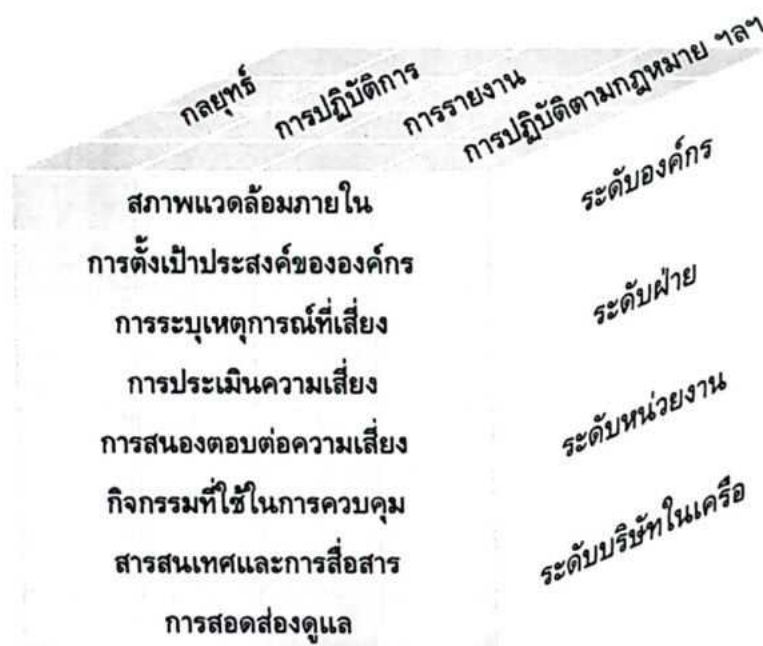 กลยุทธ์
การปฏิบัติการ
การรายงาน
การปฏิบัติตามกฎหมาย ฯลฯ
สภาพแวดล้อมภายใน
การตั้งเป้าประสงค์ขององค์กร
การระบุเหตุการณ์ที่เสี่ยง
การประเมินความเสี่ยง
การสนองตอบต่อความเสี่ยง
กิจกรรมที่ใช้ในการควบคุม
สารสนเทศและการสื่อสาร
การสอดส่องดูแล
ระดับองค์กร
ระดับฝ่าย
ระดับหน่วยงาน
ระดับบริษัทในเครือ